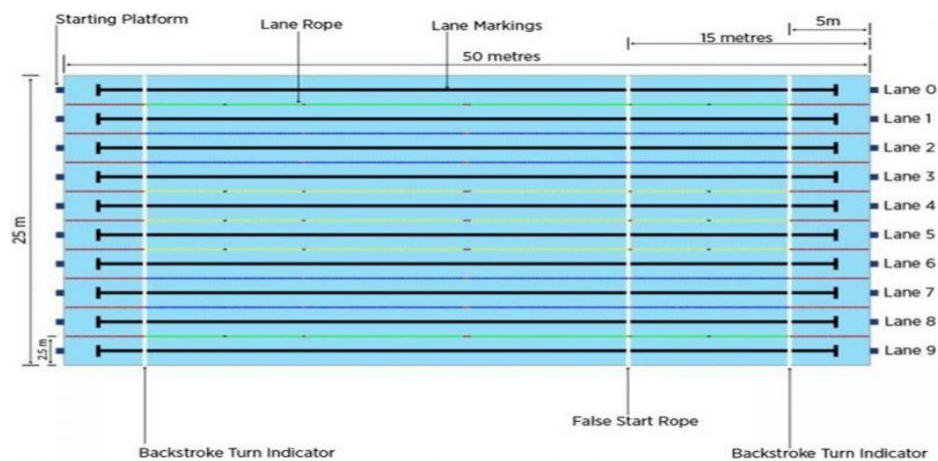 Starting Platform
Lane Rope
Lane Markings
5m
15 metres
50 metres
Lane 0
Lane 1
Lane 2
Lane 3
Lane 4
25 m
Lane 5
Lane 6
Lane 7
Lane 8
2.5 m
Lane 9
False Start Rope
Backstroke Turn Indicator
Backstroke Turn Indicator